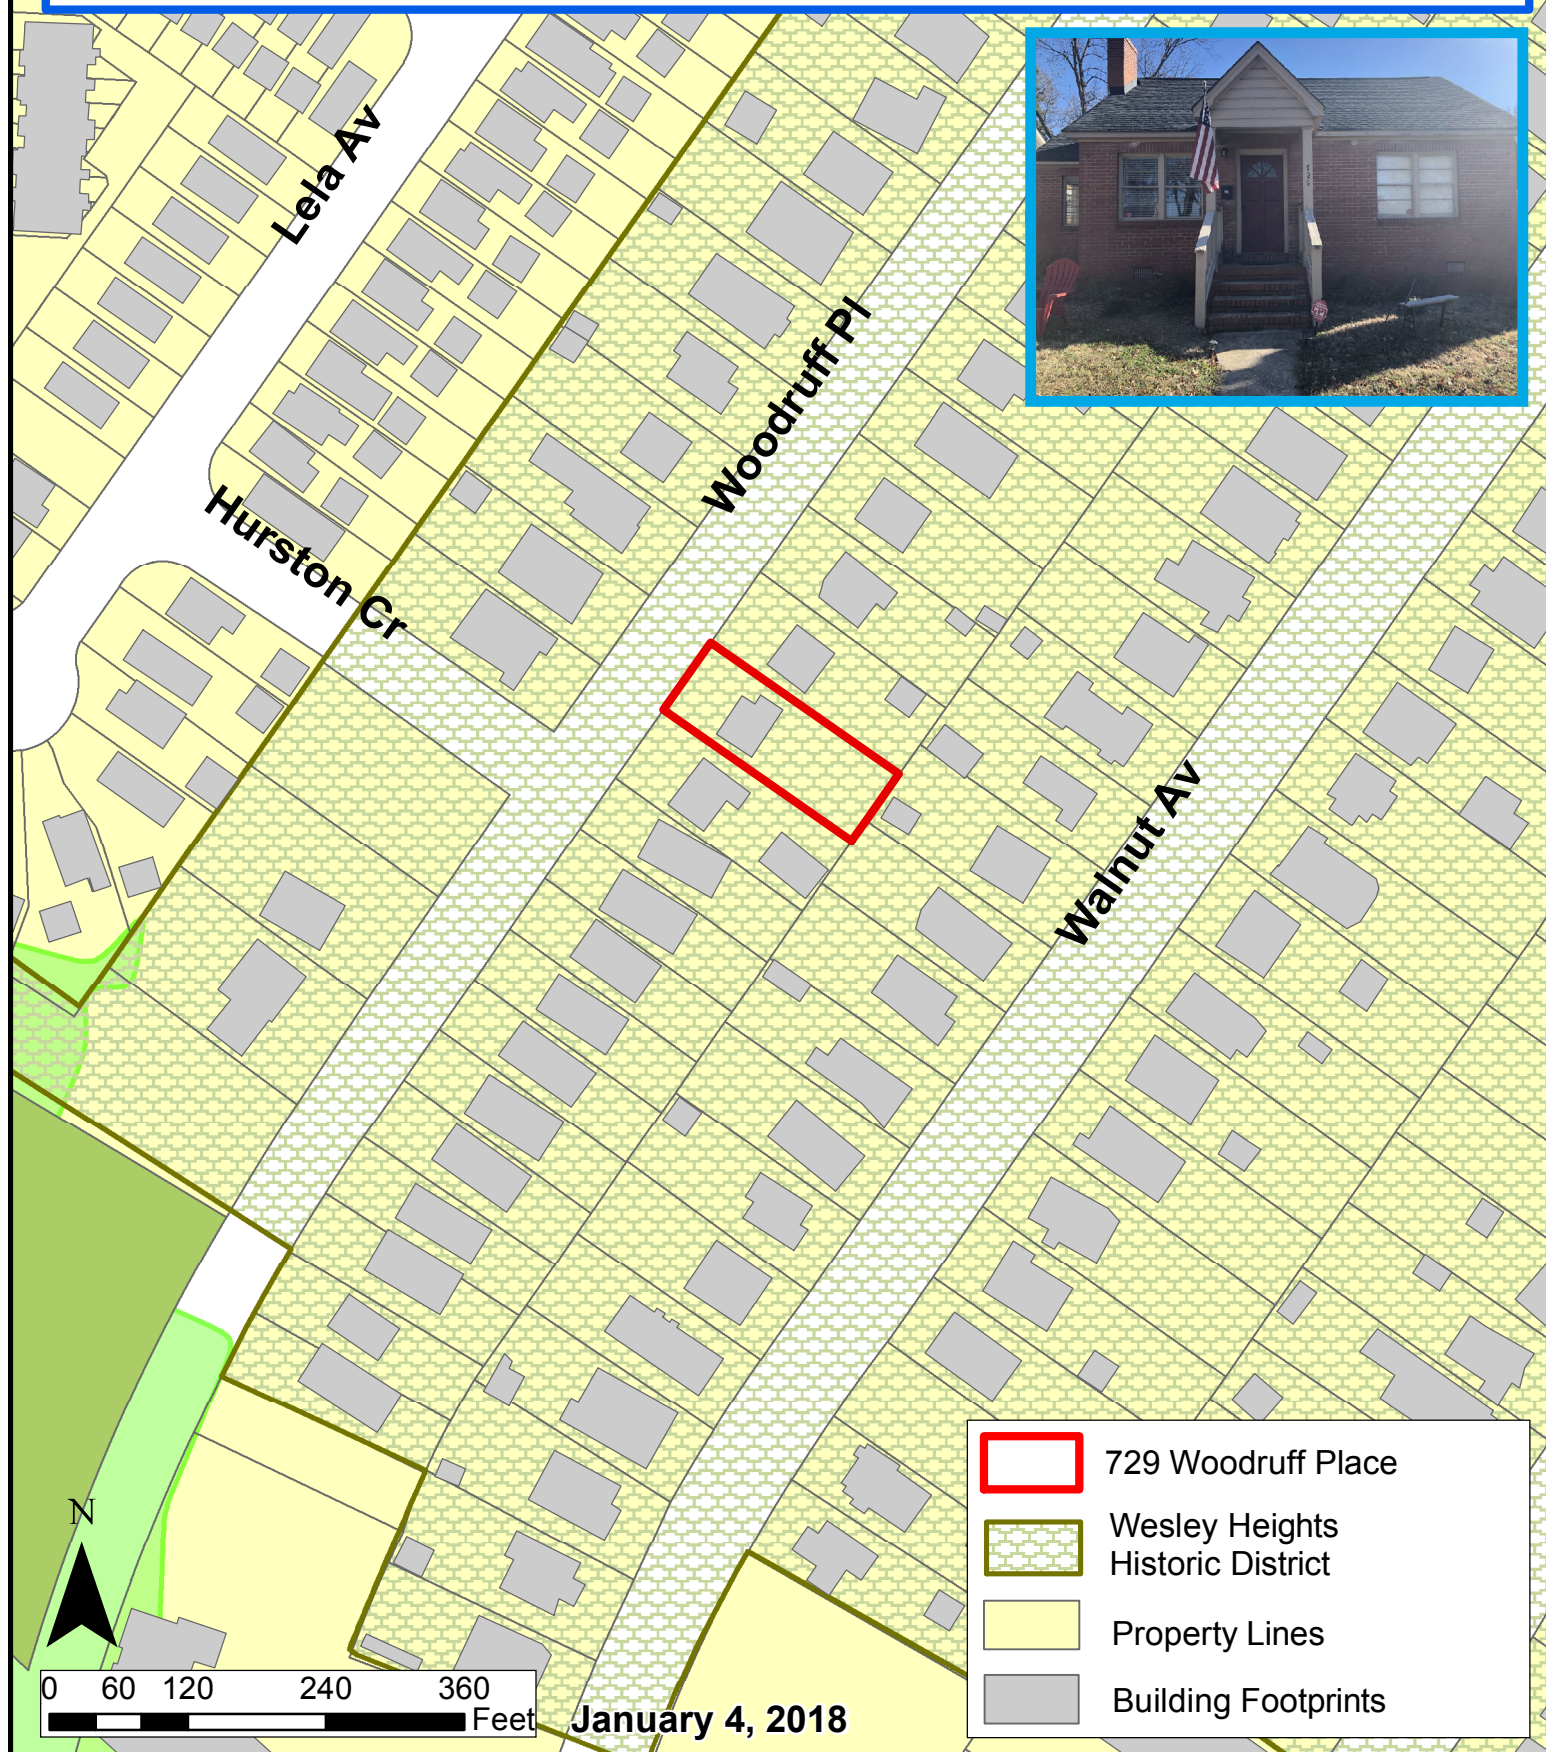 Lela Av
Woodruff Pl
Hurston Cr
Walnut Av
729 Woodruff Place
Wesley Heights
Historic District
Property Lines
Building Footprints
N
0 60 120 240 360
Feet
January 4, 2018